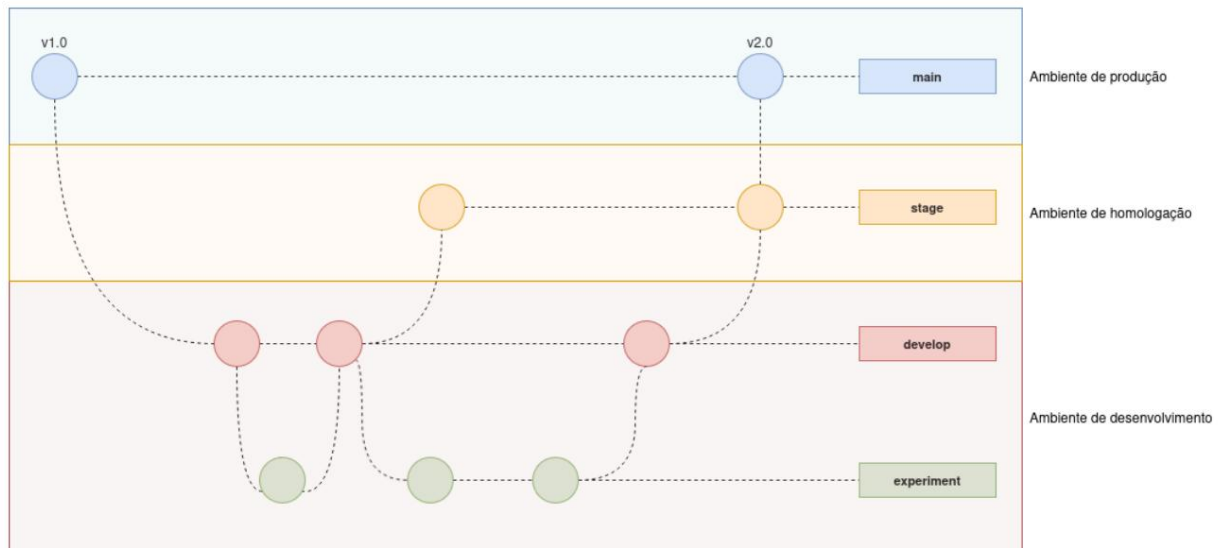 v1.0
v2.0
main
Ambiente de produção
stage
Ambiente de homologação
develop
Ambiente de desenvolvimento
experiment